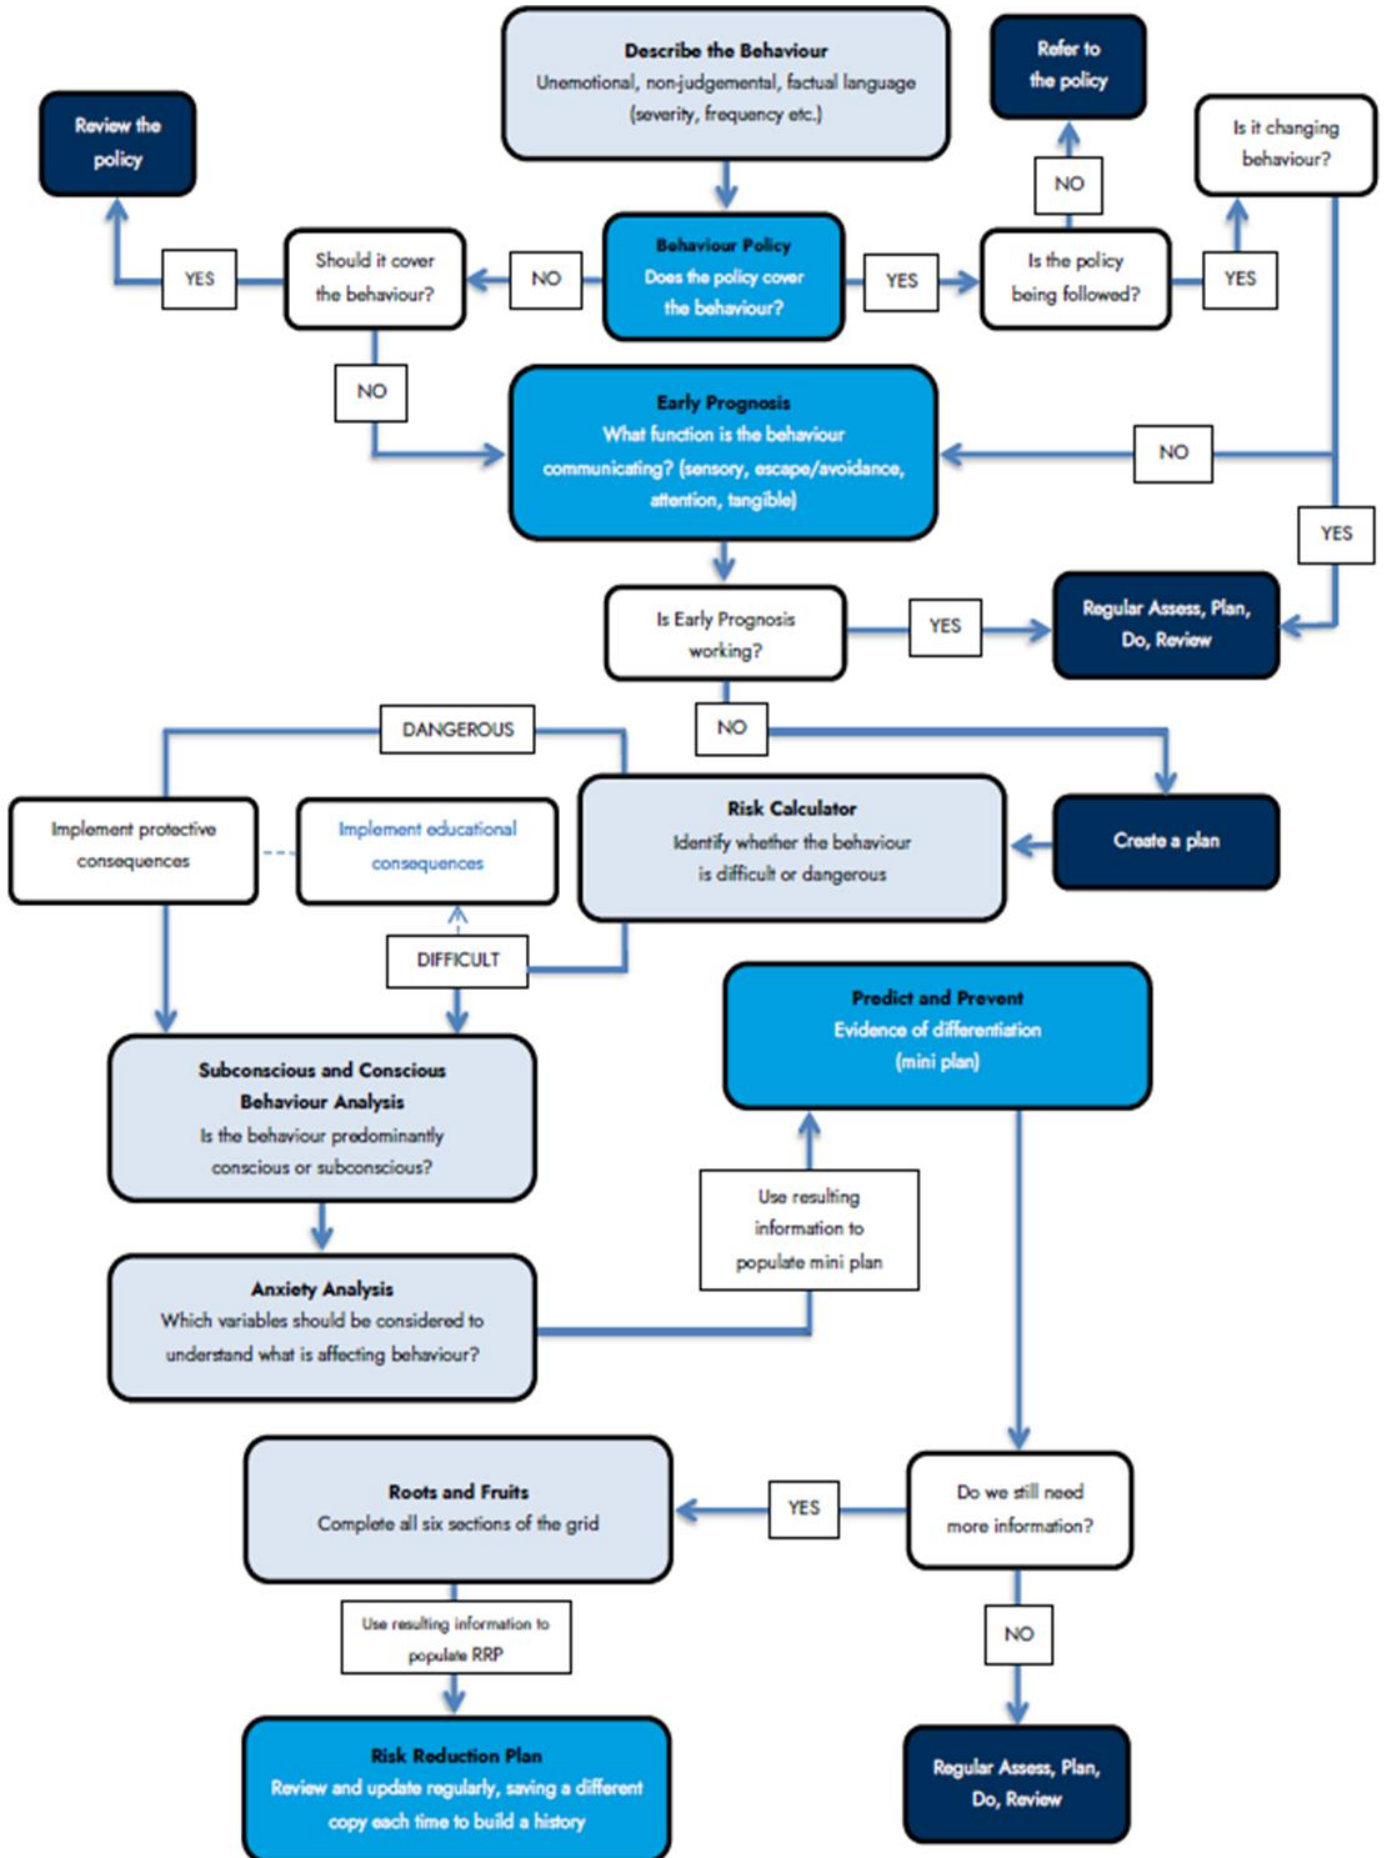 Describe the Behaviour
Unemotional, non-judgemental, factual language
(severity, frequency etc.)
Refer to
the policy
Review the
policy
Is it changing
behaviour?
NO
Should it cover
the behaviour?
Behaviour Policy
Does the policy cover
the behaviour?
Is the policy
being followed?
YES
NO
YES
YES
NO
Early Prognosis
What function is the behaviour
communicating? (sensory, escape/avoidance,
attention, tangible)
NO
YES
Is Early Prognosis
working?
YES
Regular Assess, Plan,
Do, Review
DANGEROUS
NO
Implement protective
consequences
Implement educational
consequences
Risk Calculator
Identify whether the behaviour
is difficult or dangerous
Create a plan
DIFFICULT
Predict and Prevent
Evidence of differentiation
(mini plan)
Subconscious and Conscious
Behaviour Analysis
Is the behaviour predominantly
conscious or subconscious?
Use resulting
information to
populate mini plan
Anxiety Analysis
Which variables should be considered to
understand what is affecting behaviour?
Roots and Fruits
Complete all six sections of the grid
YES
Do we still need
more information?
Use resulting information to
populate RRP
NO
Risk Reduction Plan
Review and update regularly, saving a different
copy each time to build a history
Regular Assess, Plan,
Do, Review